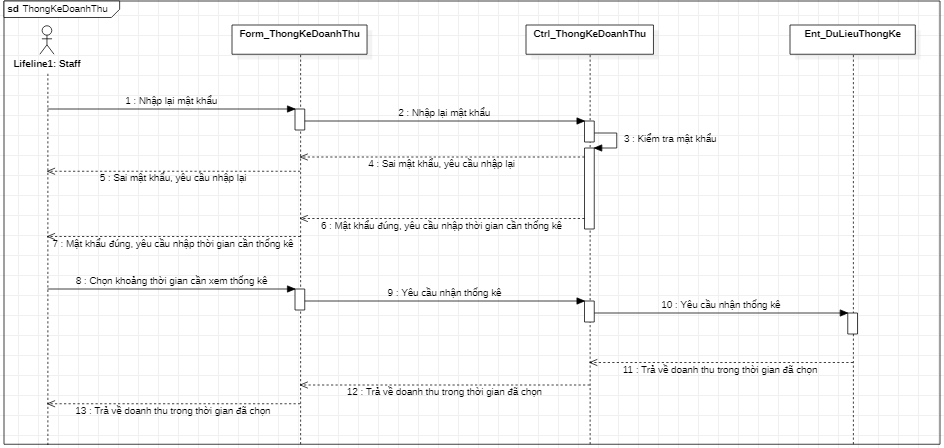 sd ThongKeDoanhThu
Lifeline1: Staff
Form_ThongKeDoanhThu
Ctrl_ThongKeDoanhThu
Ent_DuLieuThongKe
1 : Nhập lại mật khẩu
2 : Nhập lại mật khẩu
3 : Kiểm tra mật khẩu
4 : Sai mật khẩu, yêu cầu nhập lại
5 : Sai mật khẩu, yêu cầu nhập lại
6 : Mật khẩu đúng, yêu cầu nhập thời gian cần thống kê
7 : Mật khẩu đúng, yêu cầu nhập thời gian cần thống kê
8 : Chọn khoảng thời gian cần xem thống kê
9 : Yêu cầu nhận thống kê
10 : Yêu cầu nhận thống kê
11 : Trả về doanh thu trong thời gian đã chọn
12 : Trả về doanh thu trong thời gian đã chọn
13 : Trả về doanh thu trong thời gian đã chọn